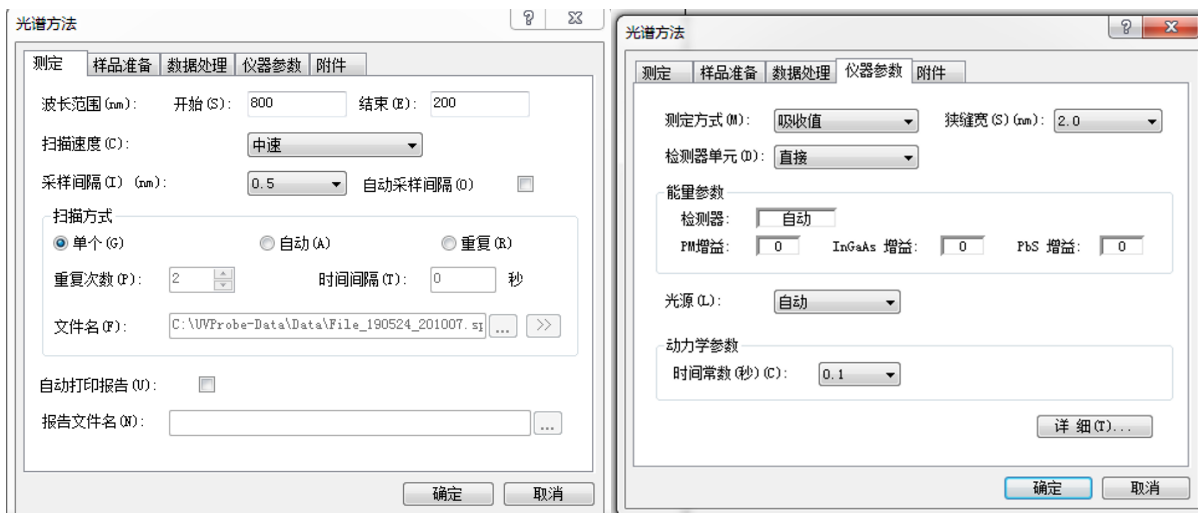 光谱方法
测定 样品准备 数据处理 仪器参数 附件
波长范围(nm): 开始(S): 800 结束(E): 200
扫描速度(C): 中速
采样间隔(I) (nm): 0.5 自动采样间隔(O)
扫描方式
单个(G) 自动(A) 重复(R)
重复次数(P): 2 时间间隔(T): 0 秒
文件名(F): C:\UVProbe-Data\Data\File_190524_201007.sp ... >>
自动打印报告(U):
报告文件名(N): ...
确定 取消
光谱方法
测定 样品准备 数据处理 仪器参数 附件
测定方式(M): 吸收值 狭缝宽(S)(nm): 2.0
检测器单元(D): 直接
能量参数
检测器: 自动
PM增益: 0 InGaAs 增益: 0 PbS 增益: 0
光源(L): 自动
动力学参数
时间常数(秒)(C): 0.1
详 细(T)...
确定 取消